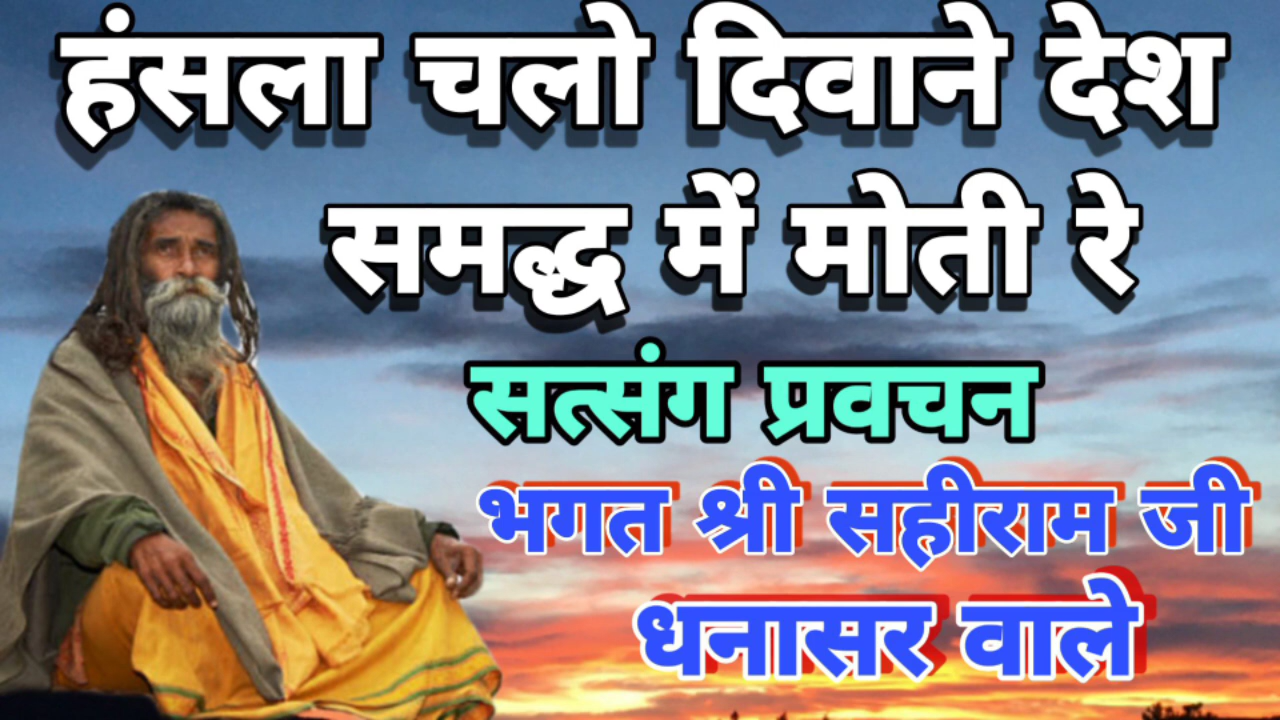 हंसला चलो दिवाने देश
समद्ध में मोती रे
सत्संग प्रवचन
भगत श्री सहीराम जी
धनासर वाले